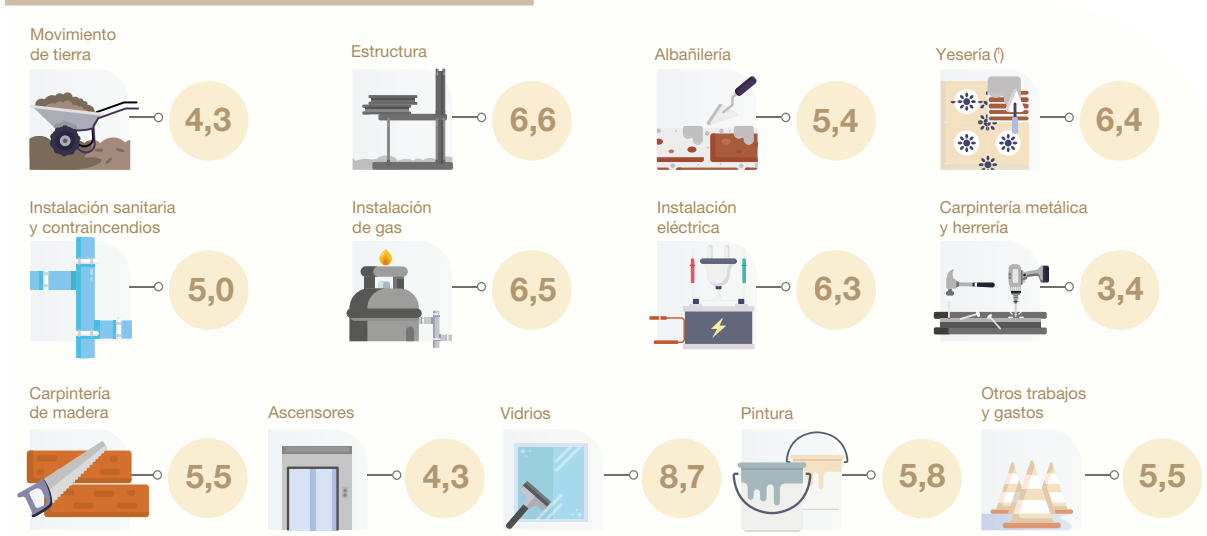 Movimiento
de tierra
4,3
Estructura
6,6
Albañilería
5,4
Yesería (¹)
6,4
Instalación sanitaria
y contraincendios
5,0
Instalación
de gas
6,5
Instalación
eléctrica
6,3
Carpintería metálica
y herrería
3,4
Carpintería
de madera
5,5
Ascensores
4,3
Vidrios
8,7
Pintura
5,8
Otros trabajos
y gastos
5,5